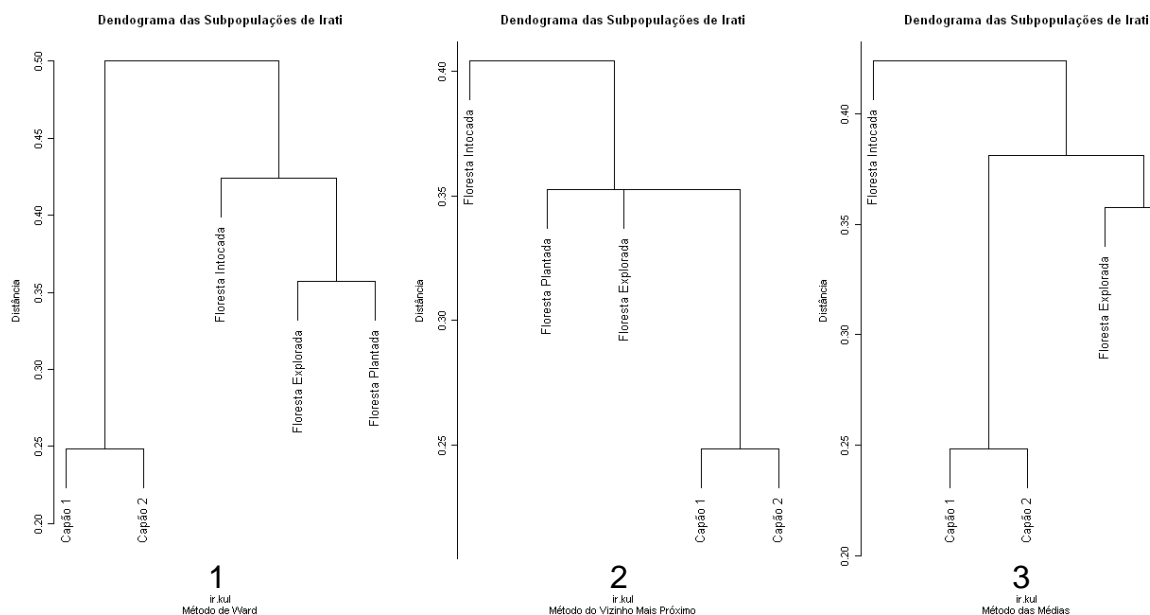 Dendograma das Subpopulações de Irati
Distância
0.50
0.45
0.40
0.35
0.30
0.25
0.20
Floresta Intocada
Floresta Explorada
Floresta Plantada
Capão 1
Capão 2
1
ir.kul
Método de Ward
Dendograma das Subpopulações de Irati
Distância
0.40
0.35
0.30
0.25
Floresta Intocada
Floresta Plantada
Floresta Explorada
Capão 1
Capão 2
2
ir.kul
Método do Vizinho Mais Próximo
Dendograma das Subpopulações de Irati
Distância
0.40
0.35
0.30
0.25
0.20
Floresta Intocada
Floresta Explorada
Capão 1
Capão 2
3
ir.kul
Método das Médias